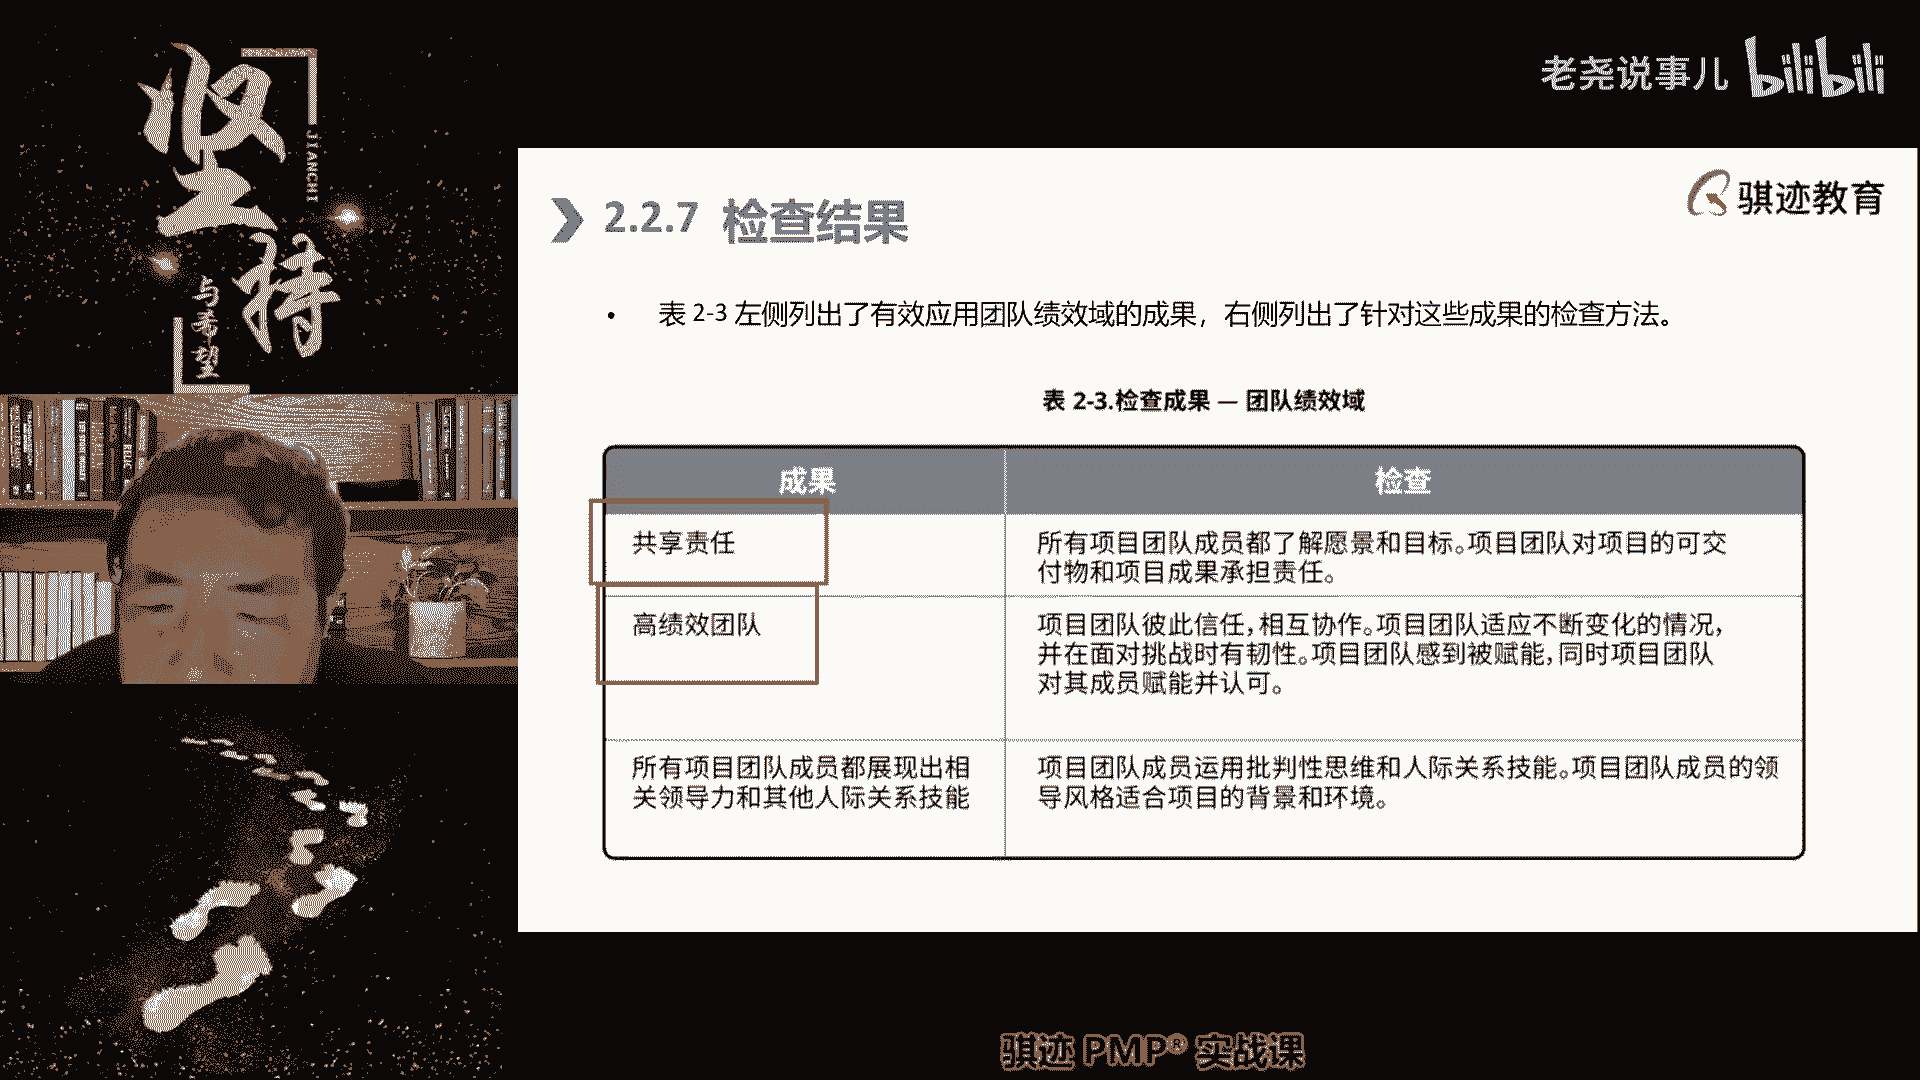 坚
JIANCHI
持
与希望
老尧说事儿 bilibili
骐迹教育
2.2.7 检查结果
• 表 2-3 左侧列出了有效应用团队绩效域的成果，右侧列出了针对这些成果的检查方法。
表 2-3.检查成果 — 团队绩效域
成果
检查
共享责任
所有项目团队成员都了解愿景和目标。项目团队对项目的可交
付物和项目成果承担责任。
高绩效团队
项目团队彼此信任，相互协作。项目团队适应不断变化的情况，
并在面对挑战时有韧性。项目团队感到被赋能，同时项目团队
对其成员赋能并认可。
所有项目团队成员都展现出相
关领导力和其他人际关系技能
项目团队成员运用批判性思维和人际关系技能。项目团队成员的领
导风格适合项目的背景和环境。
骐迹 PMP® 实战课